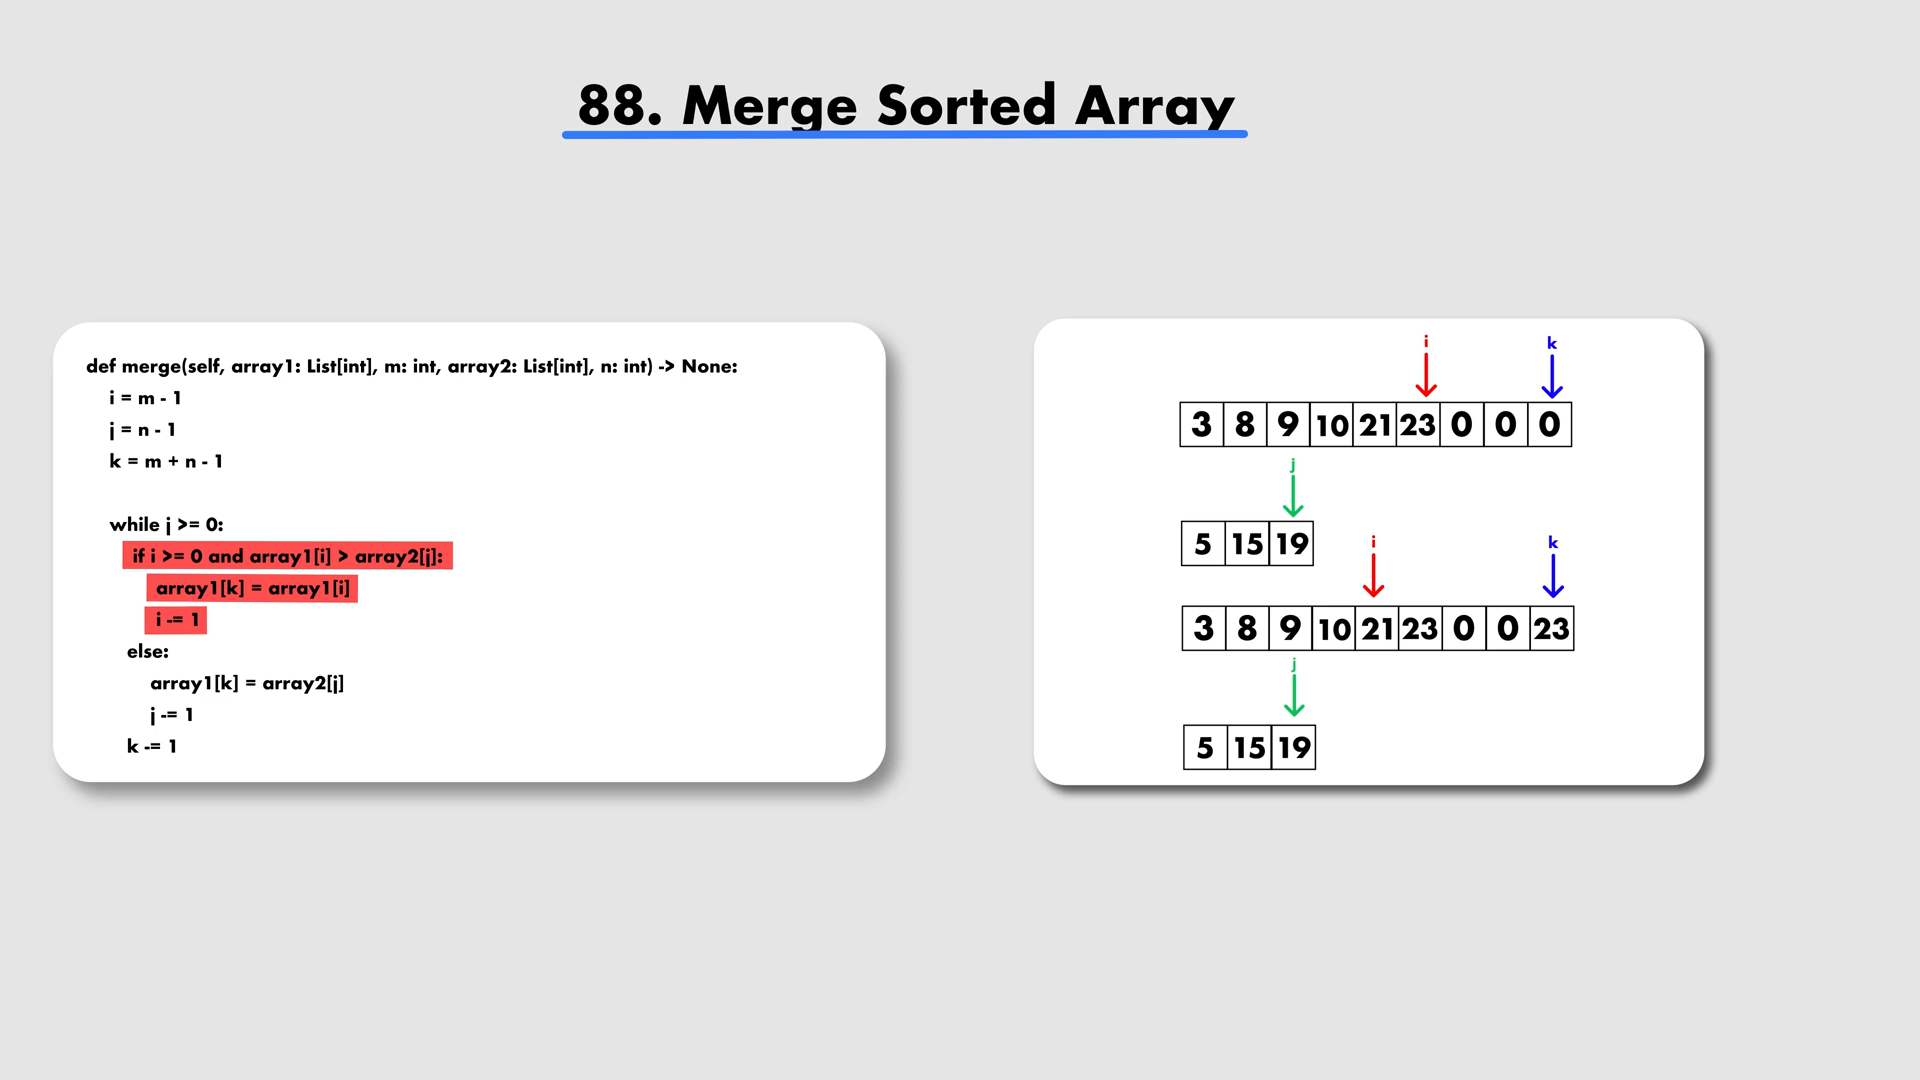 88. Merge Sorted Array
def merge(self, array1: List[int], m: int, array2: List[int], n: int) -> None:
i = m - 1
j = n - 1
k = m + n - 1
while j >= 0:
if i >= 0 and array1[i] > array2[j]:
array1[k] = array1[i]
i -= 1
else:
array1[k] = array2[j]
j -= 1
k -= 1
i k
3 8 9 10 21 23 0 0 0
j
5 15 19
i k
3 8 9 10 21 23 0 0 23
j
5 15 19